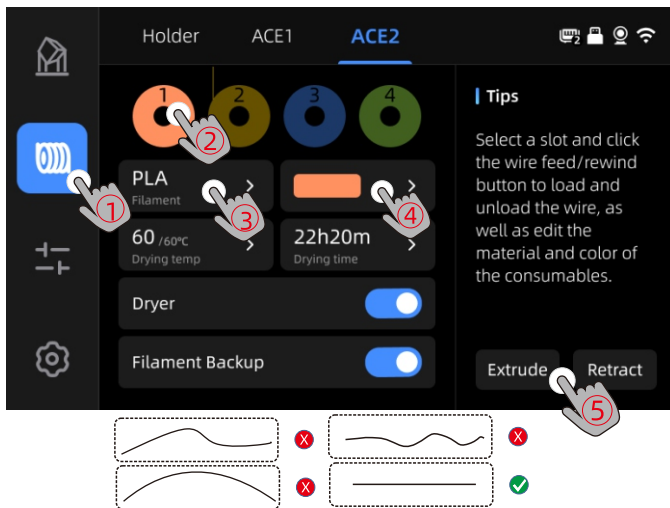 Holder ACE1 ACE2
2
1 2 3 4
②
Tips
Select a slot and click
the wire feed/rewind
button to load and
unload the wire, as
well as edit the
material and color of
the consumables.
①
PLA >
Filament
③
>
④
60 /60℃ >
Drying temp
22h20m >
Drying time
Dryer
Filament Backup
Extrude Retract
⑤
X X
X